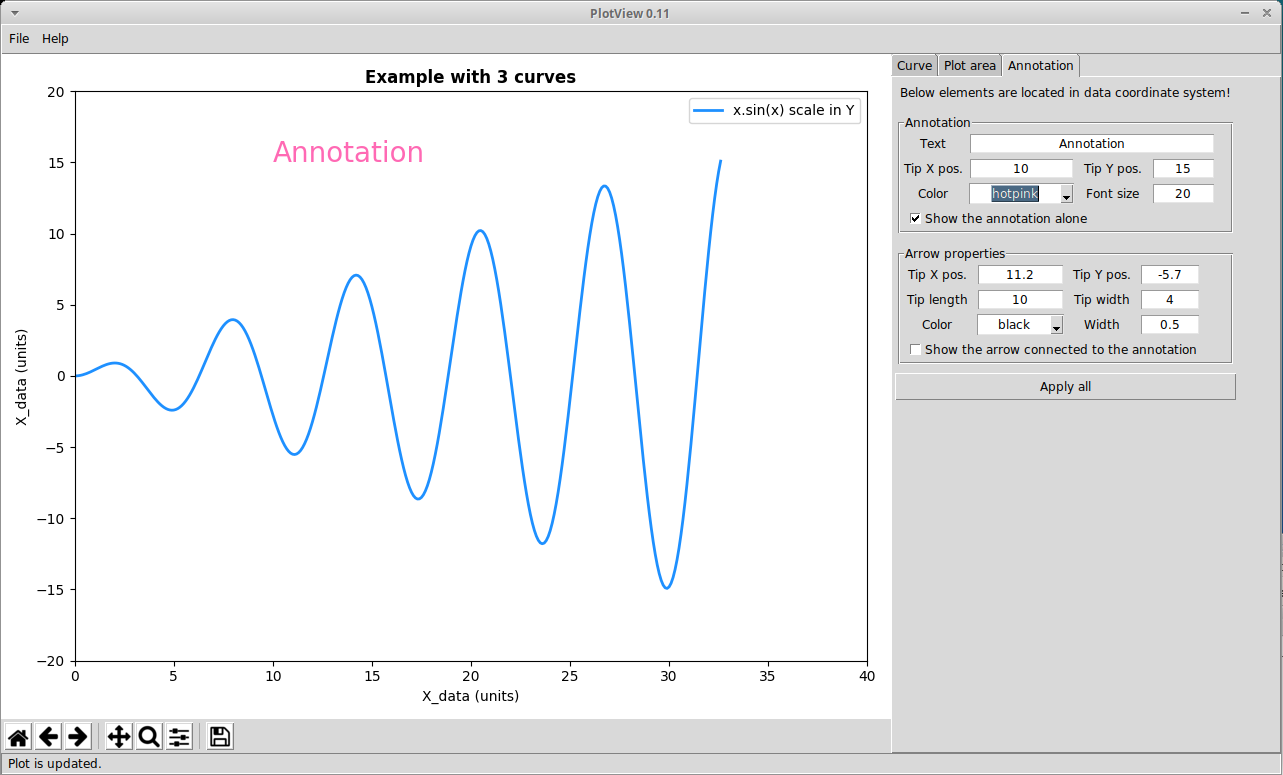 PlotView 0.11
File Help
Example with 3 curves
x.sin(x) scale in Y
Annotation
20
15
10
5
0
−5
−10
−15
−20
X_data (units)
0 5 10 15 20 25 30 35 40
X_data (units)
Curve Plot area Annotation
Below elements are located in data coordinate system!
Annotation
Text Annotation
Tip X pos. 10 Tip Y pos. 15
Color hotpink Font size 20
Show the annotation alone
Arrow properties
Tip X pos. 11.2 Tip Y pos. -5.7
Tip length 10 Tip width 4
Color black Width 0.5
Show the arrow connected to the annotation
Apply all
Plot is updated.